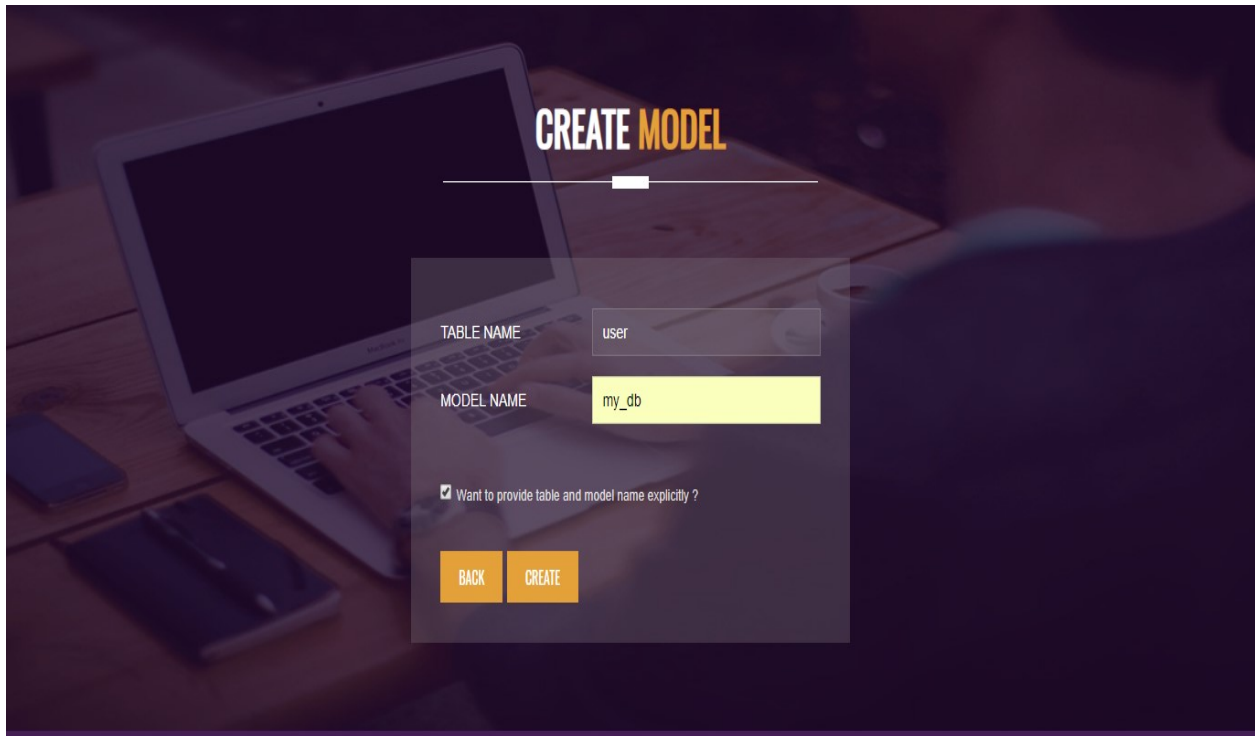 CREATE MODEL
TABLE NAME user
MODEL NAME my_db
Want to provide table and model name explicitly ?
BACK CREATE